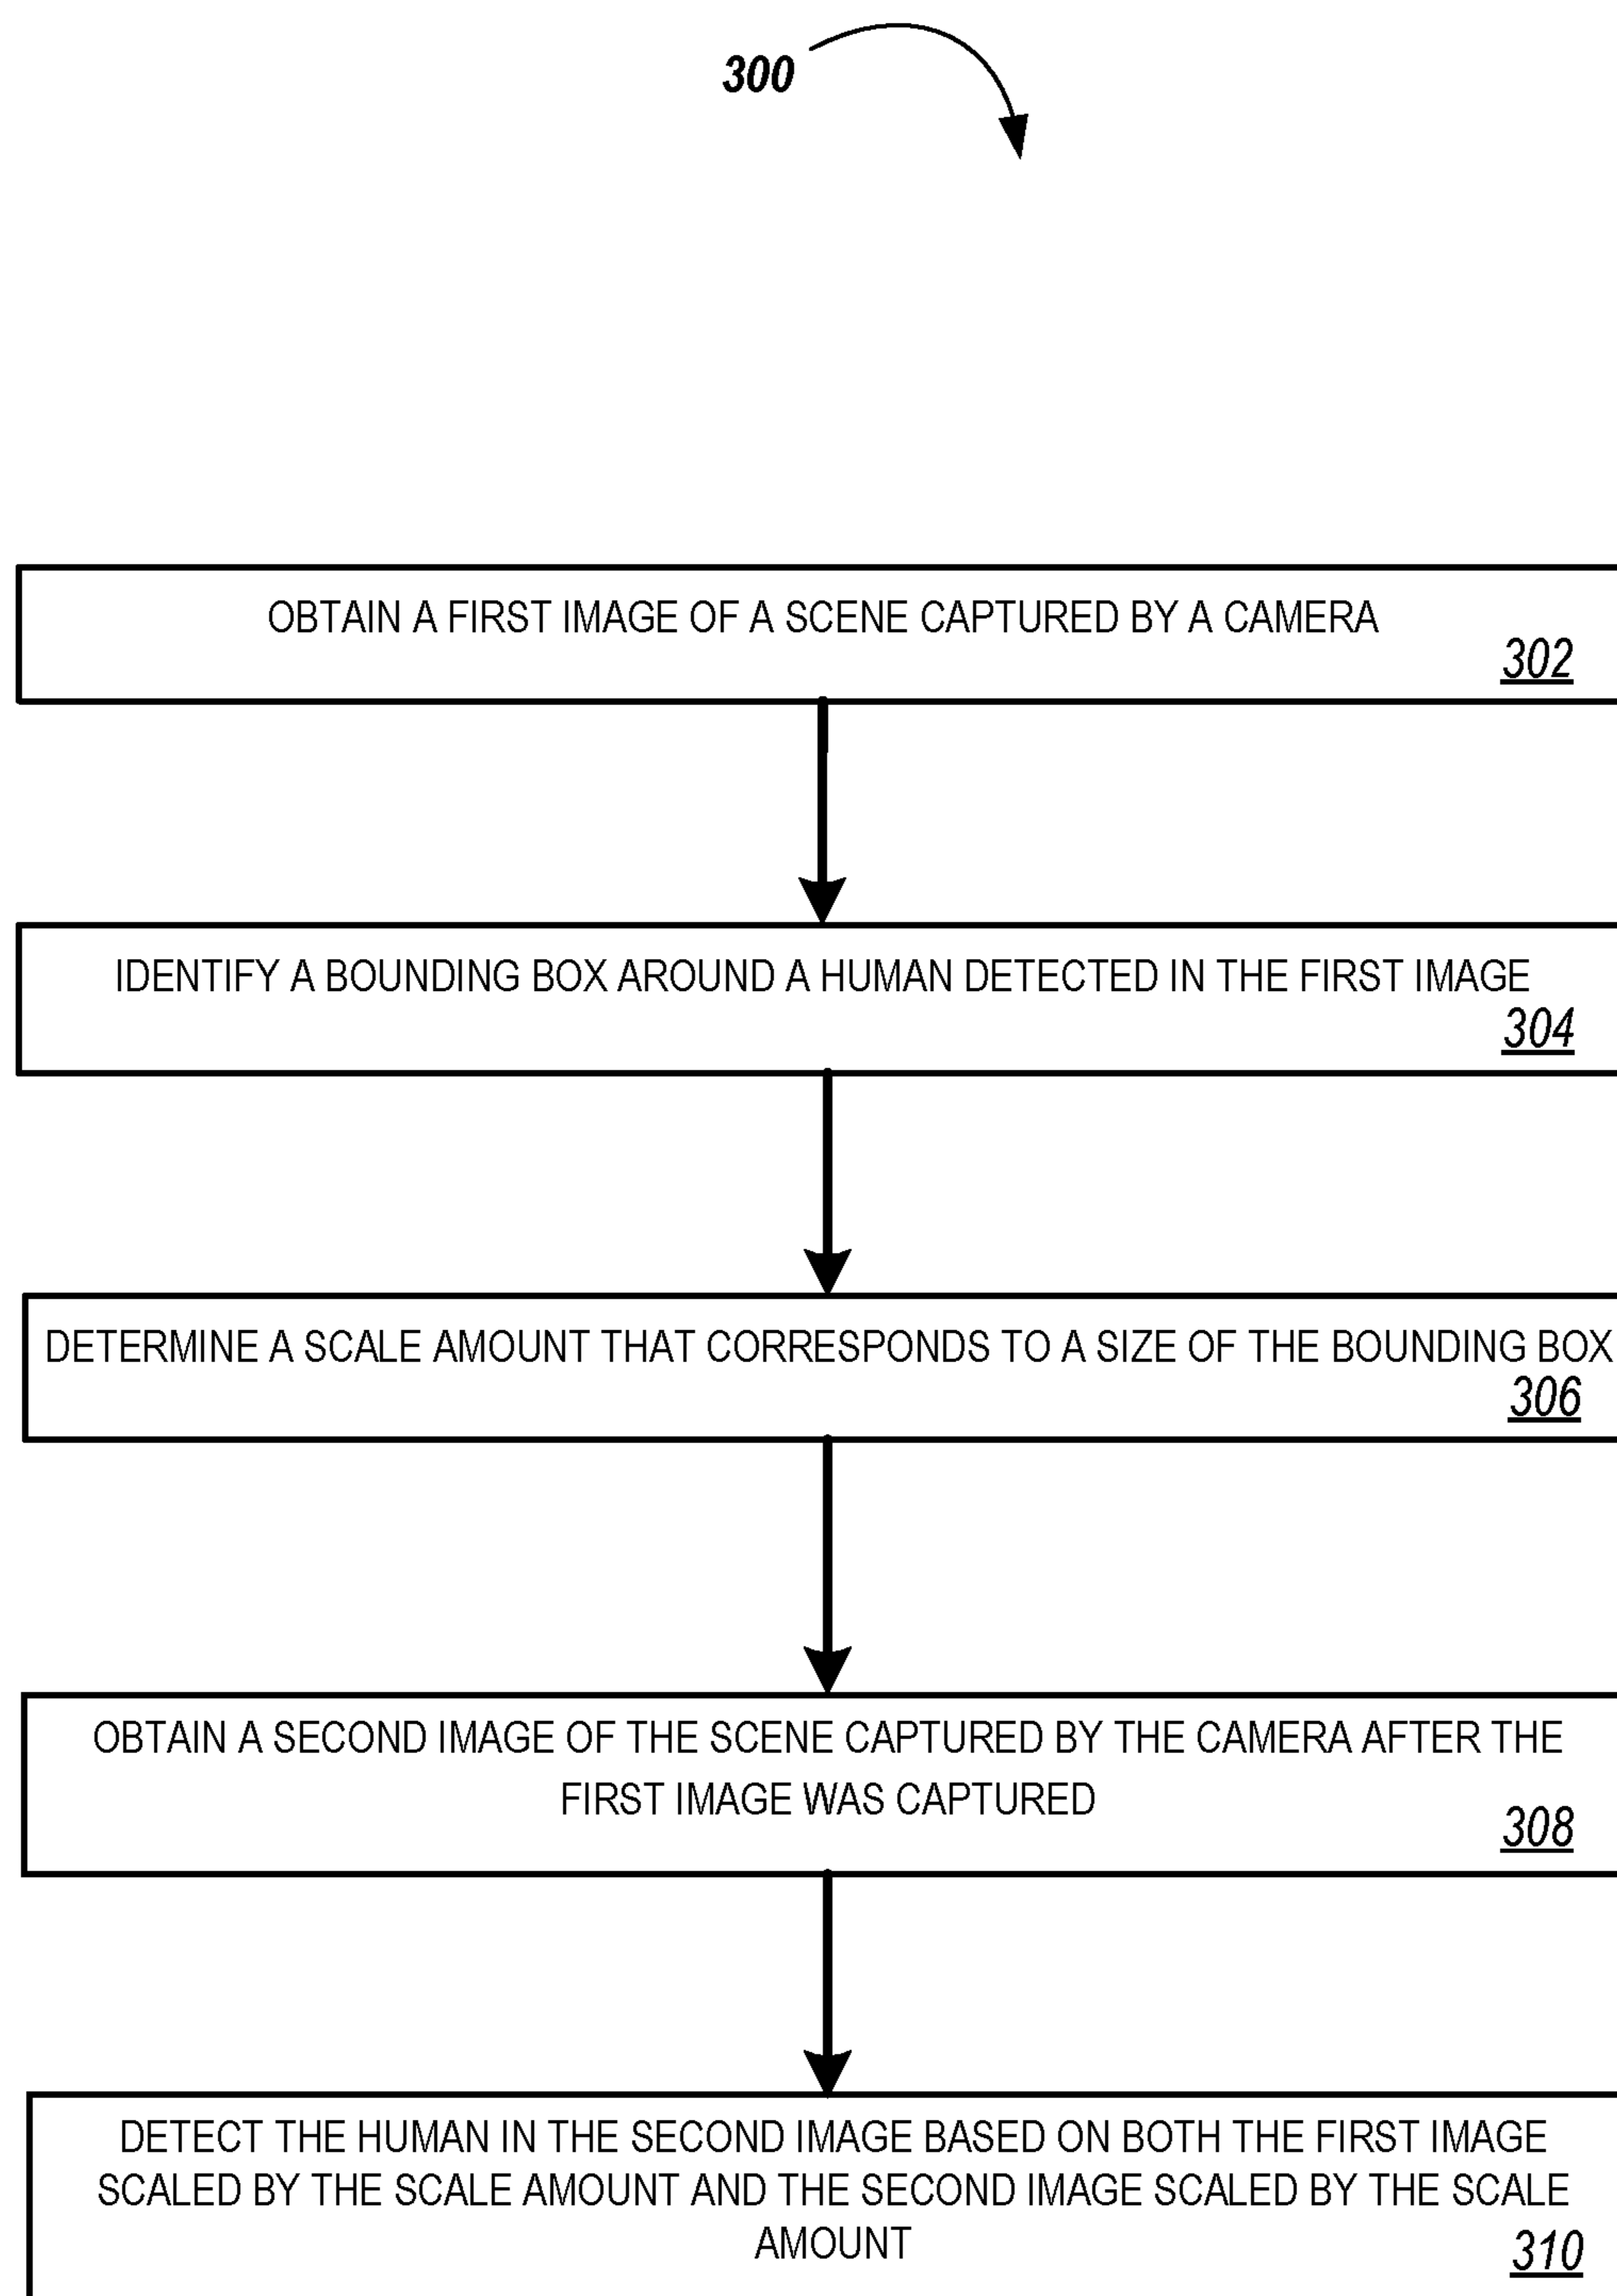 300
OBTAIN A FIRST IMAGE OF A SCENE CAPTURED BY A CAMERA
302
IDENTIFY A BOUNDING BOX AROUND A HUMAN DETECTED IN THE FIRST IMAGE
304
DETERMINE A SCALE AMOUNT THAT CORRESPONDS TO A SIZE OF THE BOUNDING BOX
306
OBTAIN A SECOND IMAGE OF THE SCENE CAPTURED BY THE CAMERA AFTER THE
FIRST IMAGE WAS CAPTURED
308
DETECT THE HUMAN IN THE SECOND IMAGE BASED ON BOTH THE FIRST IMAGE
SCALED BY THE SCALE AMOUNT AND THE SECOND IMAGE SCALED BY THE SCALE
AMOUNT
310